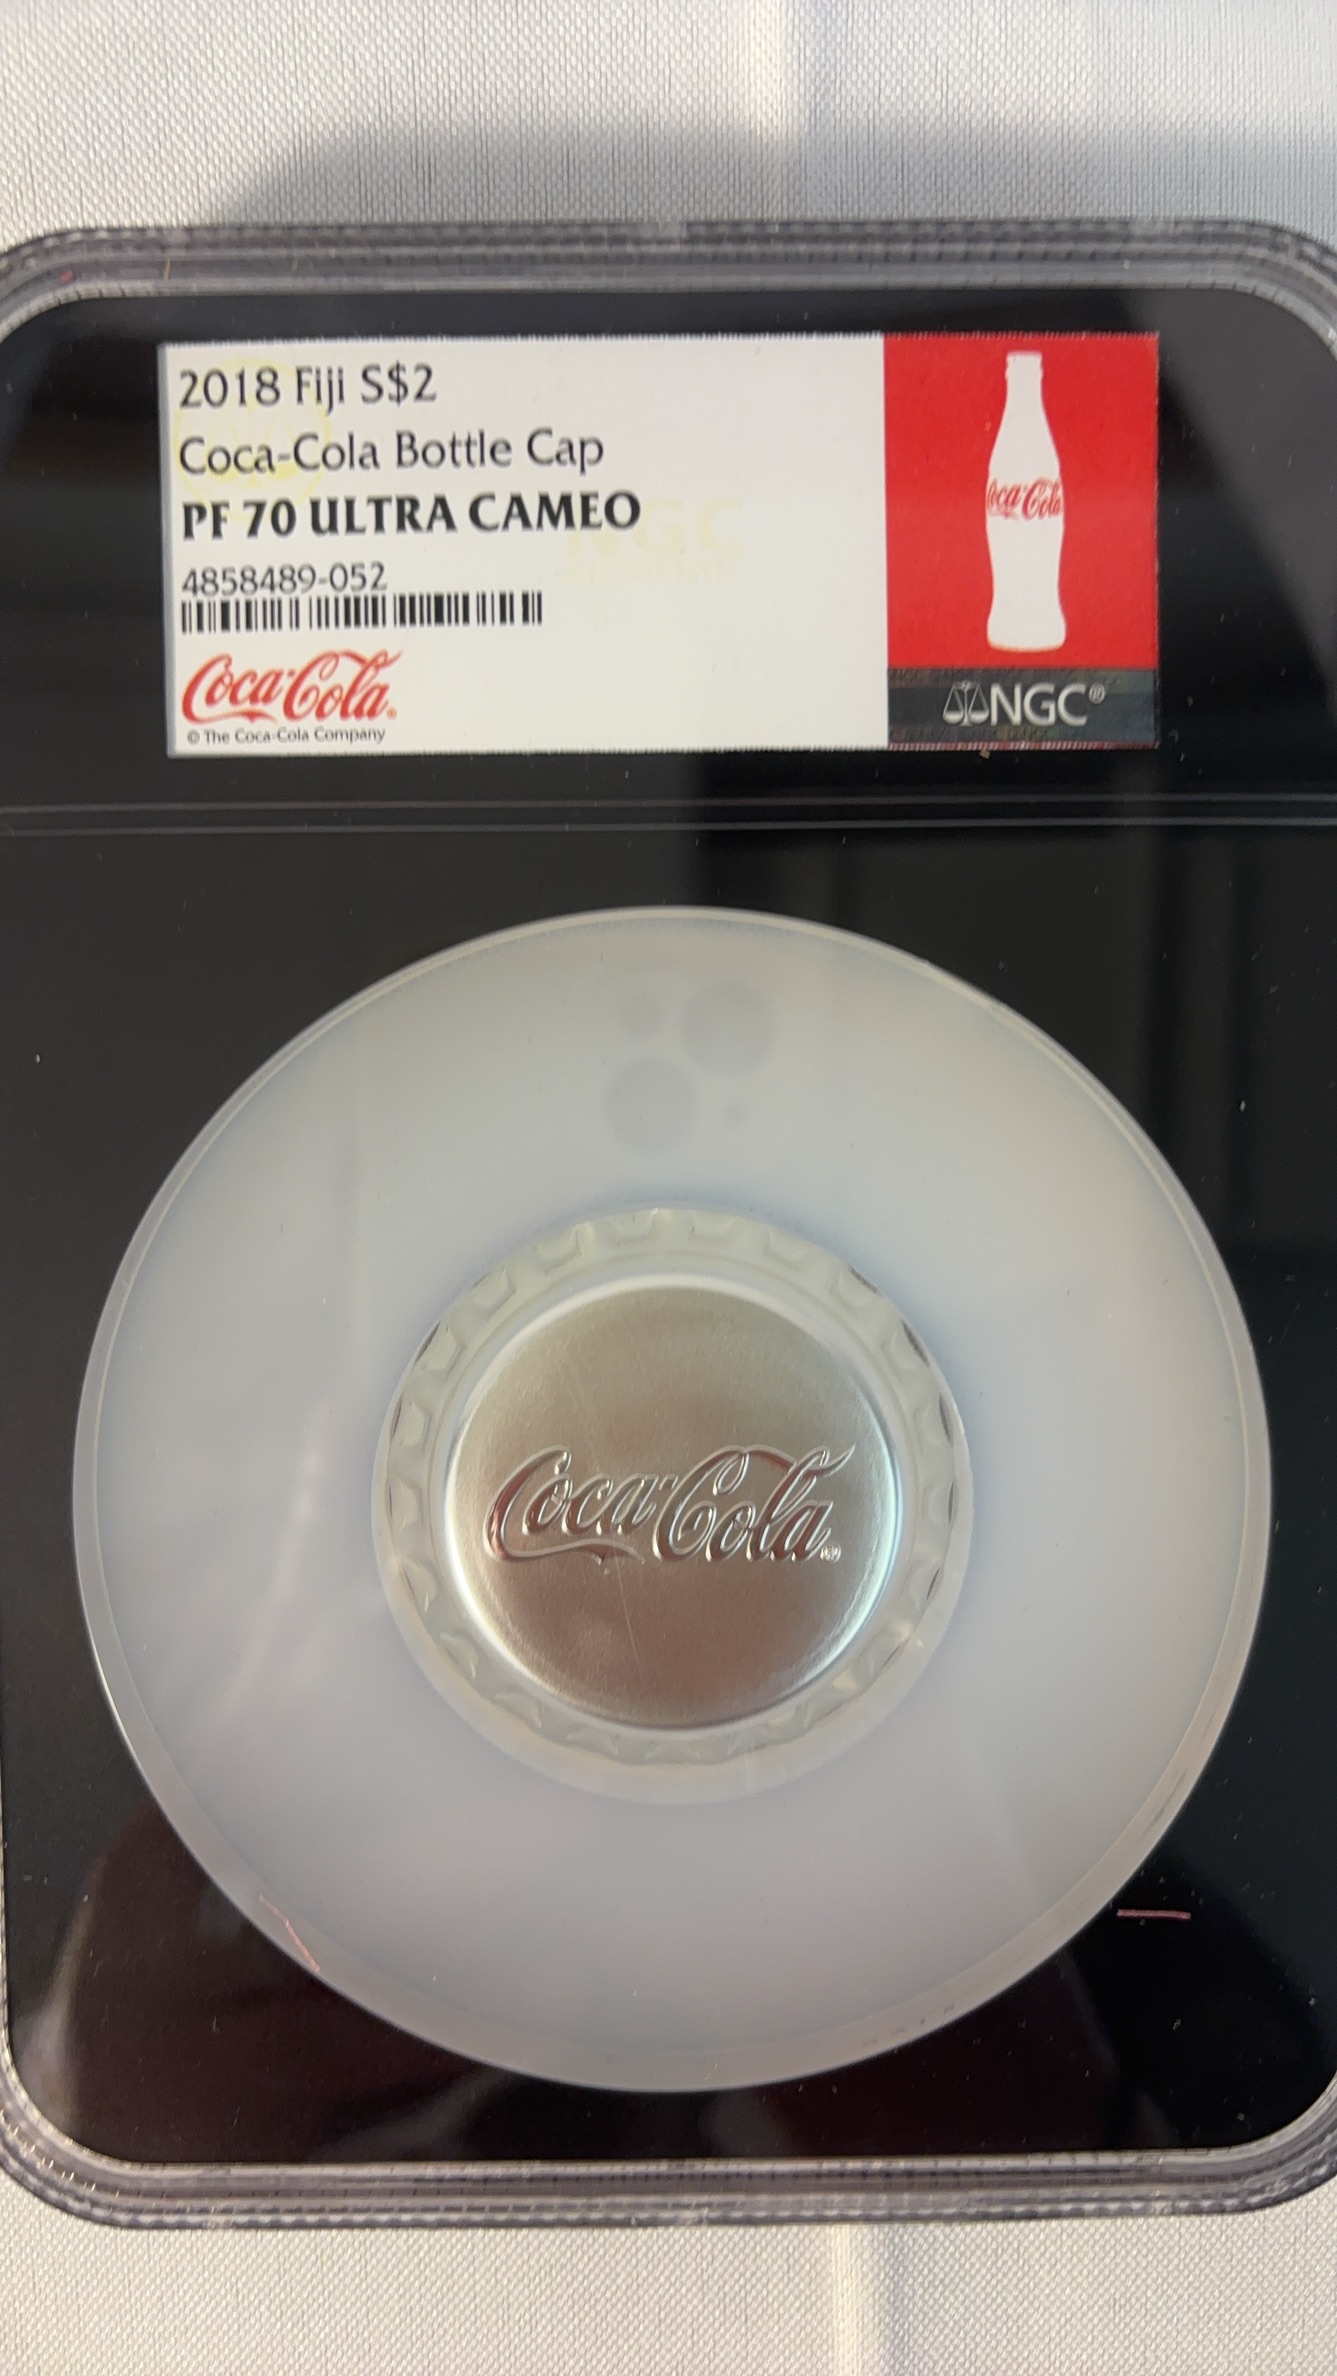 2018 Fiji S$2
Coca-Cola Bottle Cap
PF 70 ULTRA CAMEO
4858489-052
Coca-Cola®
© The Coca-Cola Company
Coca-Cola
NGC®
NGC
Coca-Cola®